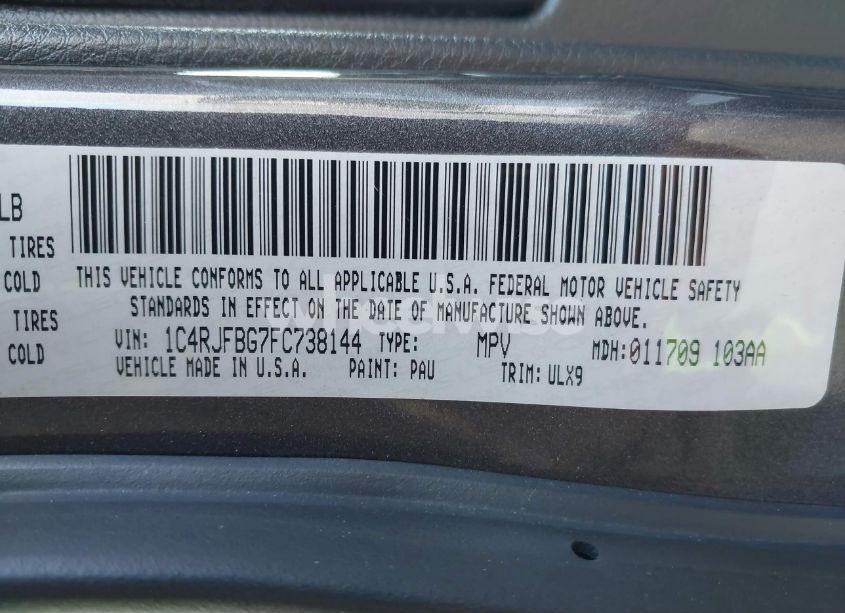 LB
TIRES
COLD THIS VEHICLE CONFORMS TO ALL APPLICABLE U.S.A. FEDERAL MOTOR VEHICLE SAFETY
STANDARDS IN EFFECT ON THE DATE OF MANUFACTURE SHOWN ABOVE.
TIRES VIN: 1C4RJFBG7FC738144 TYPE: MPV MDH:011709 103AA
COLD VEHICLE MADE IN U.S.A. PAINT: PAU TRIM: ULX9